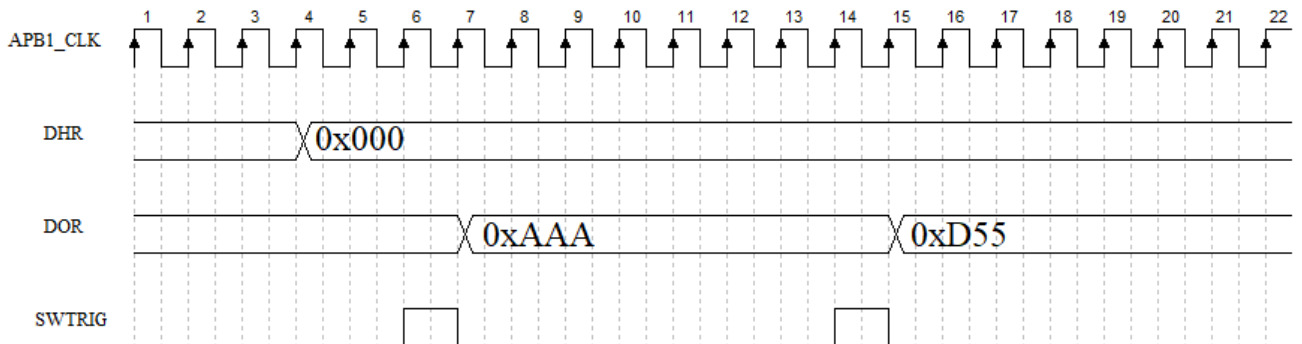 1 2 3 4 5 6 7 8 9 10 11 12 13 14 15 16 17 18 19 20 21 22
APB1_CLK
DHR 0x000
DOR 0xAAA 0xD55
SWTRIG